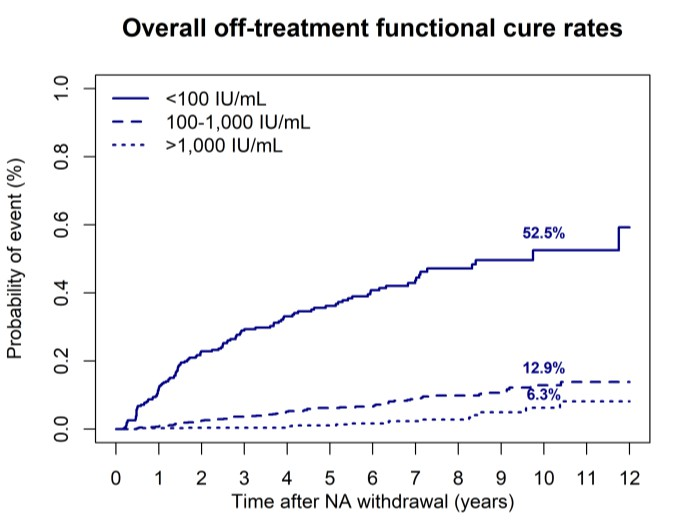 Overall off-treatment functional cure rates
<100 IU/mL
100-1,000 IU/mL
>1,000 IU/mL
Probability of event (%)
1.0
0.8
0.6
0.4
0.2
0.0
52.5%
12.9%
6.3%
0 1 2 3 4 5 6 7 8 9 10 11 12
Time after NA withdrawal (years)